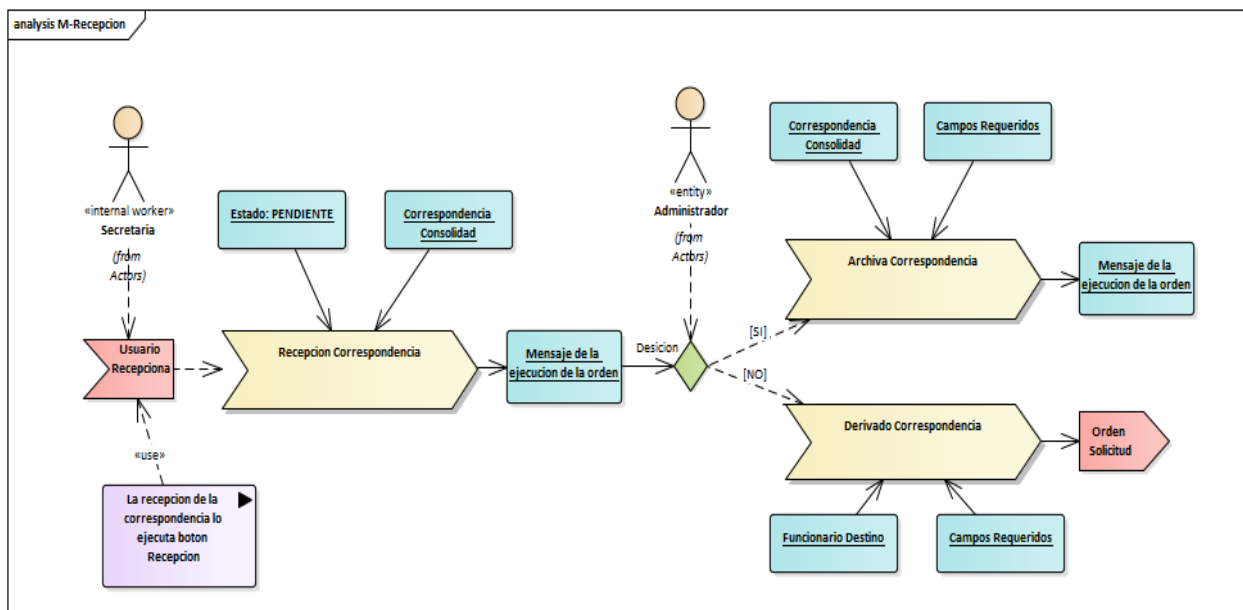 analysis M-Recepcion
«internal worker»
Secretaria
(from
Actors)
Usuario
Recepciona
«use»
La recepcion de la
correspondencia lo
ejecuta boton
Recepcion
Estado: PENDIENTE
Correspondencia
Consolidad
Recepcion Correspondencia
Mensaje de la
ejecucion de la orden
Desicion
«entity»
Administrador
(from
Actors)
[SI]
[NO]
Correspondencia
Consolidad
Campos Requeridos
Archiva Correspondencia
Mensaje de la
ejecucion de la orden
Derivado Correspondencia
Orden
Solicitud
Funcionario Destino
Campos Requeridos